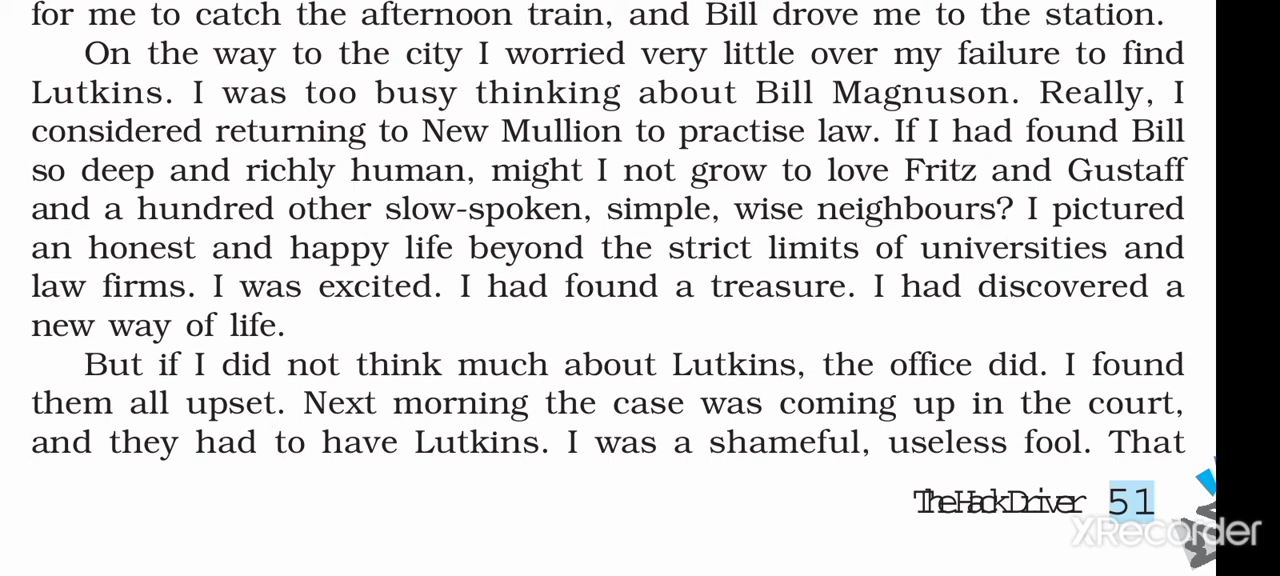 for me to catch the afternoon train, and Bill drove me to the station.
On the way to the city I worried very little over my failure to find
Lutkins. I was too busy thinking about Bill Magnuson. Really, I
considered returning to New Mullion to practise law. If I had found Bill
so deep and richly human, might I not grow to love Fritz and Gustaff
and a hundred other slow-spoken, simple, wise neighbours? I pictured
an honest and happy life beyond the strict limits of universities and
law firms. I was excited. I had found a treasure. I had discovered a
new way of life.
But if I did not think much about Lutkins, the office did. I found
them all upset. Next morning the case was coming up in the court,
and they had to have Lutkins. I was a shameful, useless fool. That
The Hack Driver 51
XRecorder